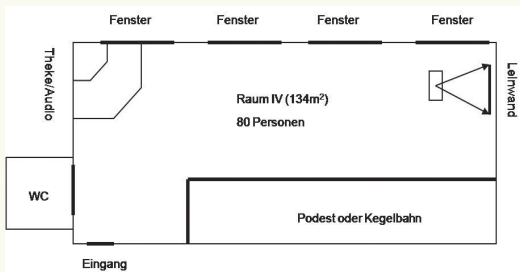 Fenster
Fenster
Fenster
Fenster
Theke/Audio
Leinwand
Raum IV (134m²)
80 Personen
WC
Podest oder Kegelbahn
Eingang